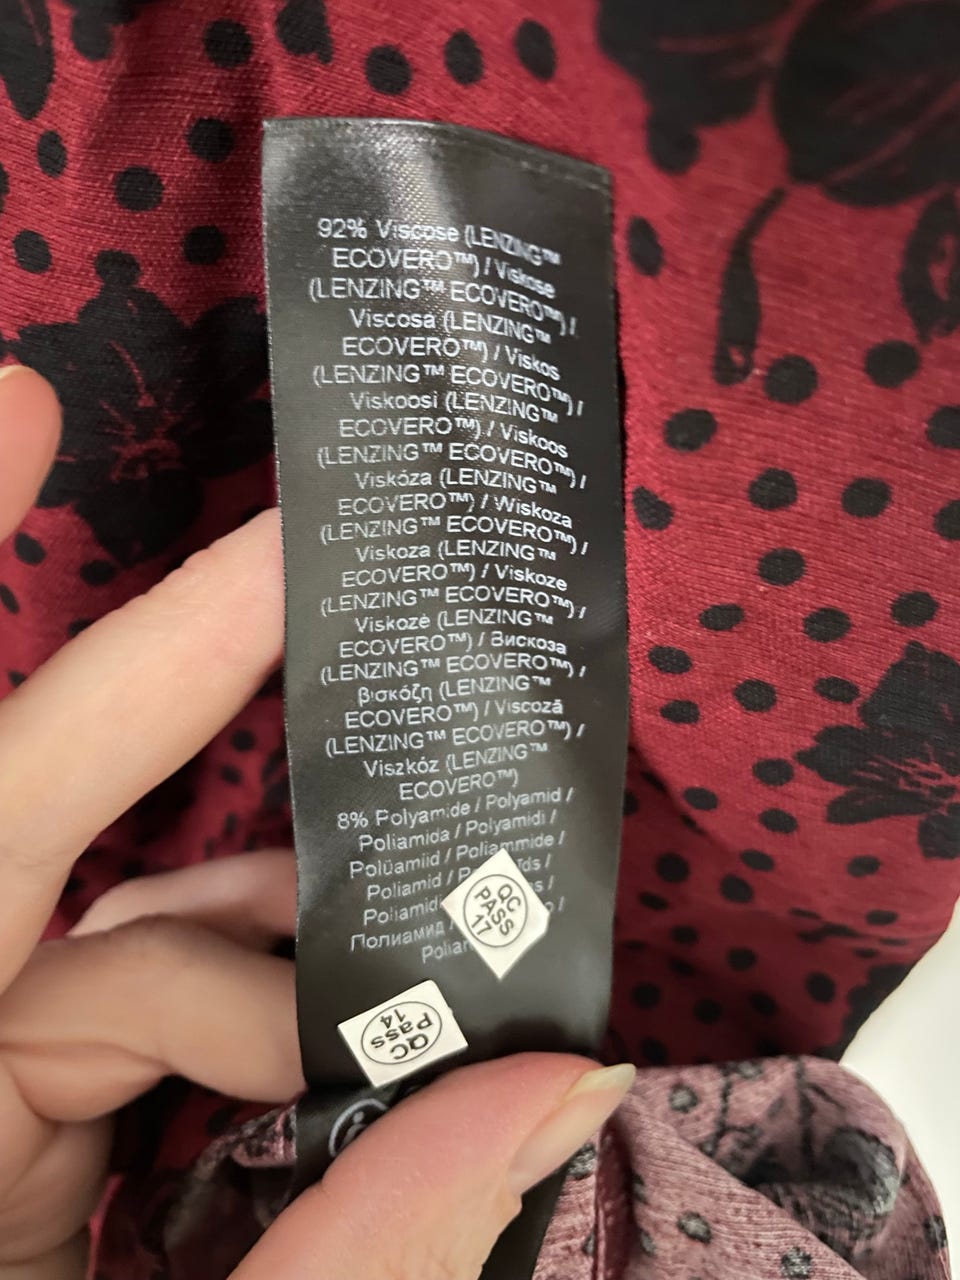 92% Viscose (LENZING™
ECOVERO™) / Viskose
(LENZING™ ECOVERO™) /
Viscosa (LENZING™
ECOVERO™) / Viskos
(LENZING™ ECOVERO™) /
Viskoosi (LENZING™
ECOVERO™) / Viskoos
(LENZING™ ECOVERO™) /
Viskóza (LENZING™
ECOVERO™) / Wiskoza
(LENZING™ ECOVERO™) /
Viskoza (LENZING™
ECOVERO™) / Viskoze
(LENZING™ ECOVERO™) /
Viskozė (LENZING™
ECOVERO™) / Вискоза
(LENZING™ ECOVERO™) /
βισκόζη (LENZING™
ECOVERO™) / Viscoză
(LENZING™ ECOVERO™) /
Viszkóz (LENZING™
ECOVERO™)
8% Polyamide / Polyamid /
Poliamida / Polyamidi /
Polüamiid / Poliammide /
Poliamid /
Полиамид /
QC
PASS
17
QC
Pass
14